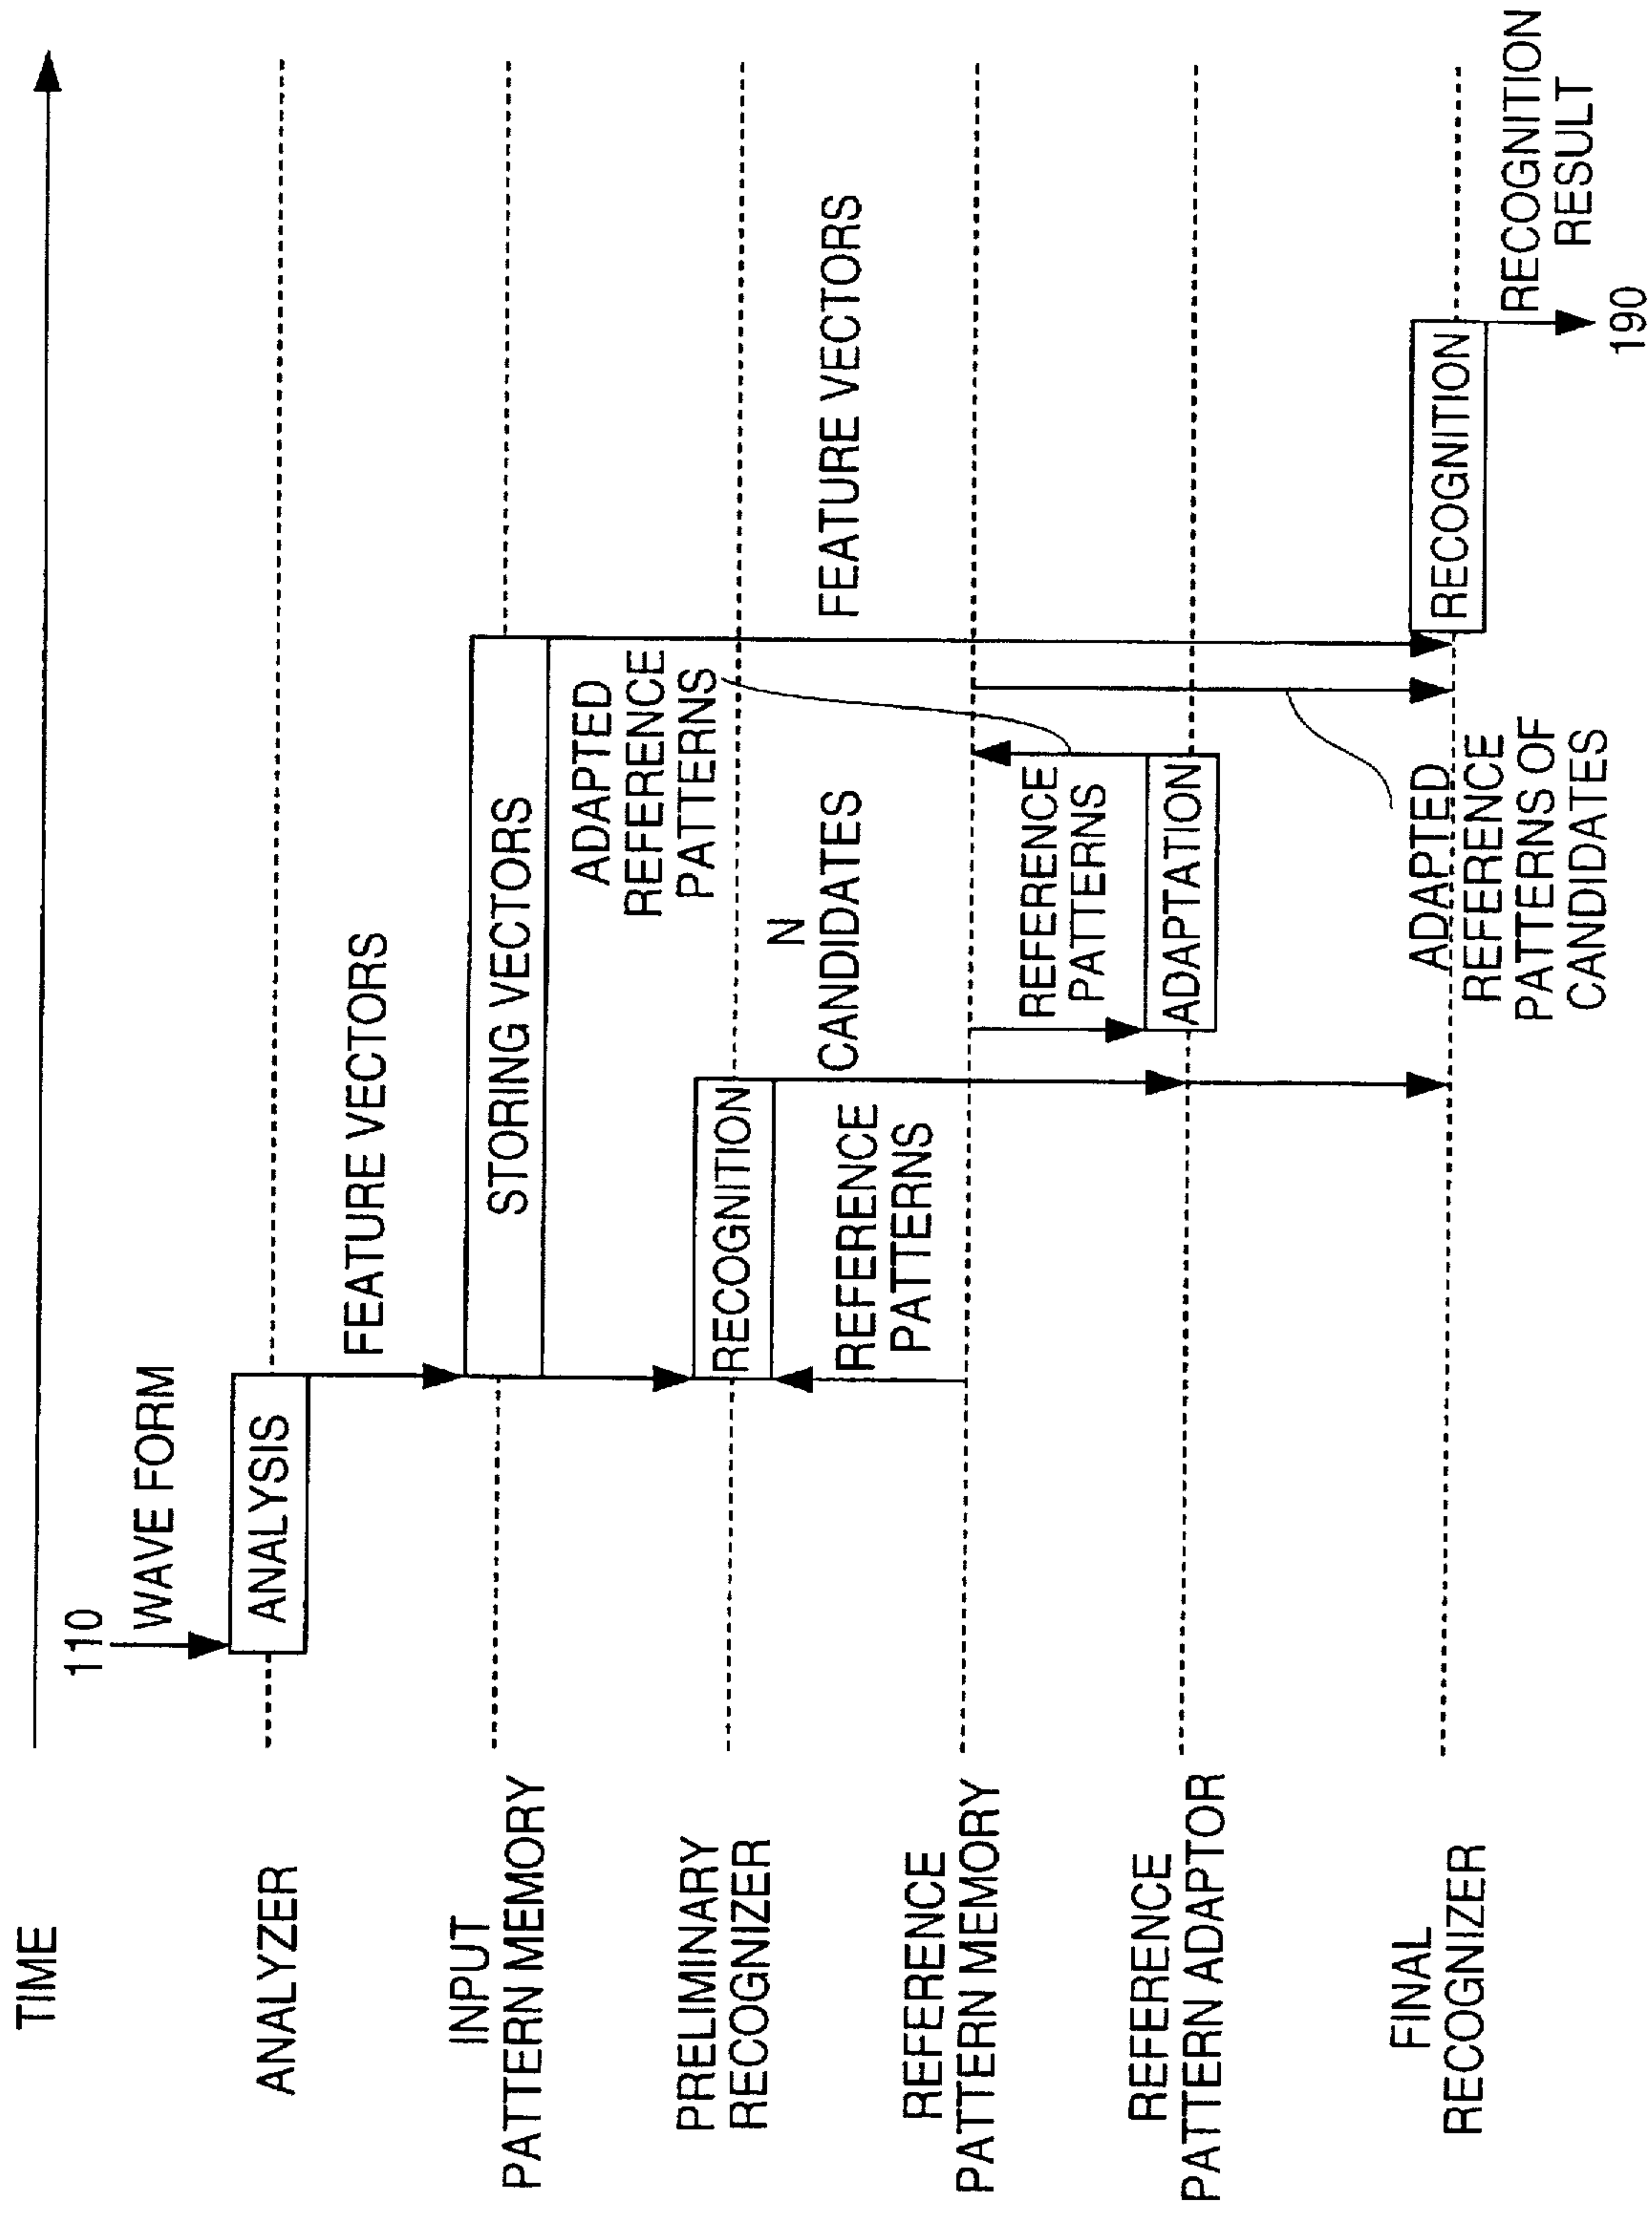 TIME
110
WAVE FORM
ANALYZER
ANALYSIS
FEATURE VECTORS
INPUT
PATTERN MEMORY
STORING VECTORS
ADAPTED
REFERENCE
PATTERNS
PRELIMINARY
RECOGNIZER
RECOGNITION
N
CANDIDATES
FEATURE VECTORS
REFERENCE
PATTERNS
REFERENCE
PATTERN MEMORY
REFERENCE
PATTERNS
REFERENCE
PATTERN ADAPTOR
ADAPTATION
FINAL
RECOGNIZER
RECOGNITION
ADAPTED
REFERENCE
PATTERNS OF
CANDIDATES
RECOGNITION
RESULT
190